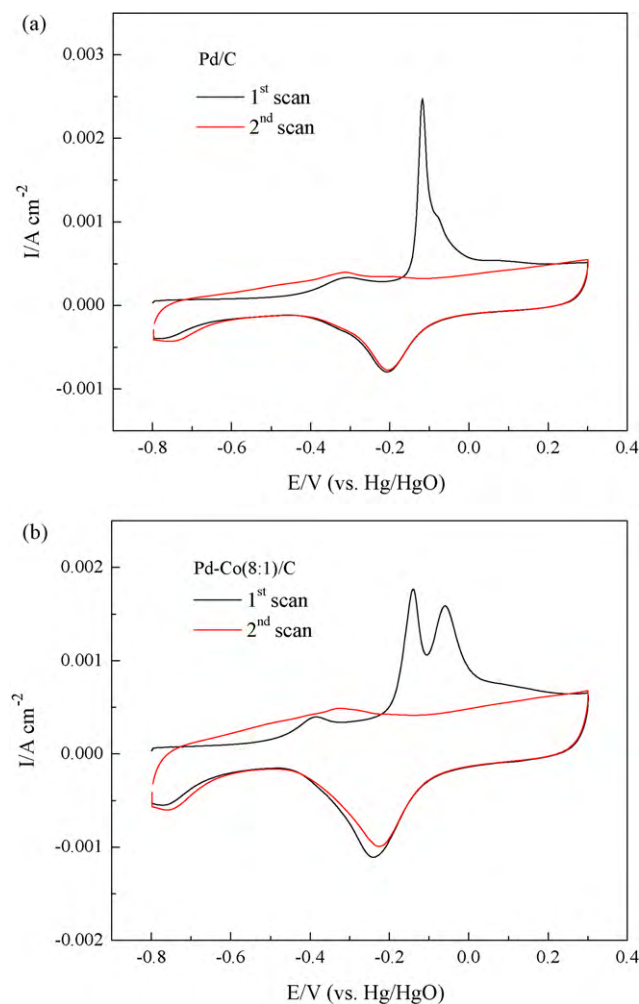 (a)
Pd/C
1st scan
2nd scan
I/A cm-2
0.003
0.002
0.001
0.000
-0.001
-0.8 -0.6 -0.4 -0.2 0.0 0.2 0.4
E/V (vs. Hg/HgO)
(b)
Pd-Co(8:1)/C
1st scan
2nd scan
I/A cm-2
0.002
0.001
0.000
-0.001
-0.002
-0.8 -0.6 -0.4 -0.2 0.0 0.2 0.4
E/V (vs. Hg/HgO)